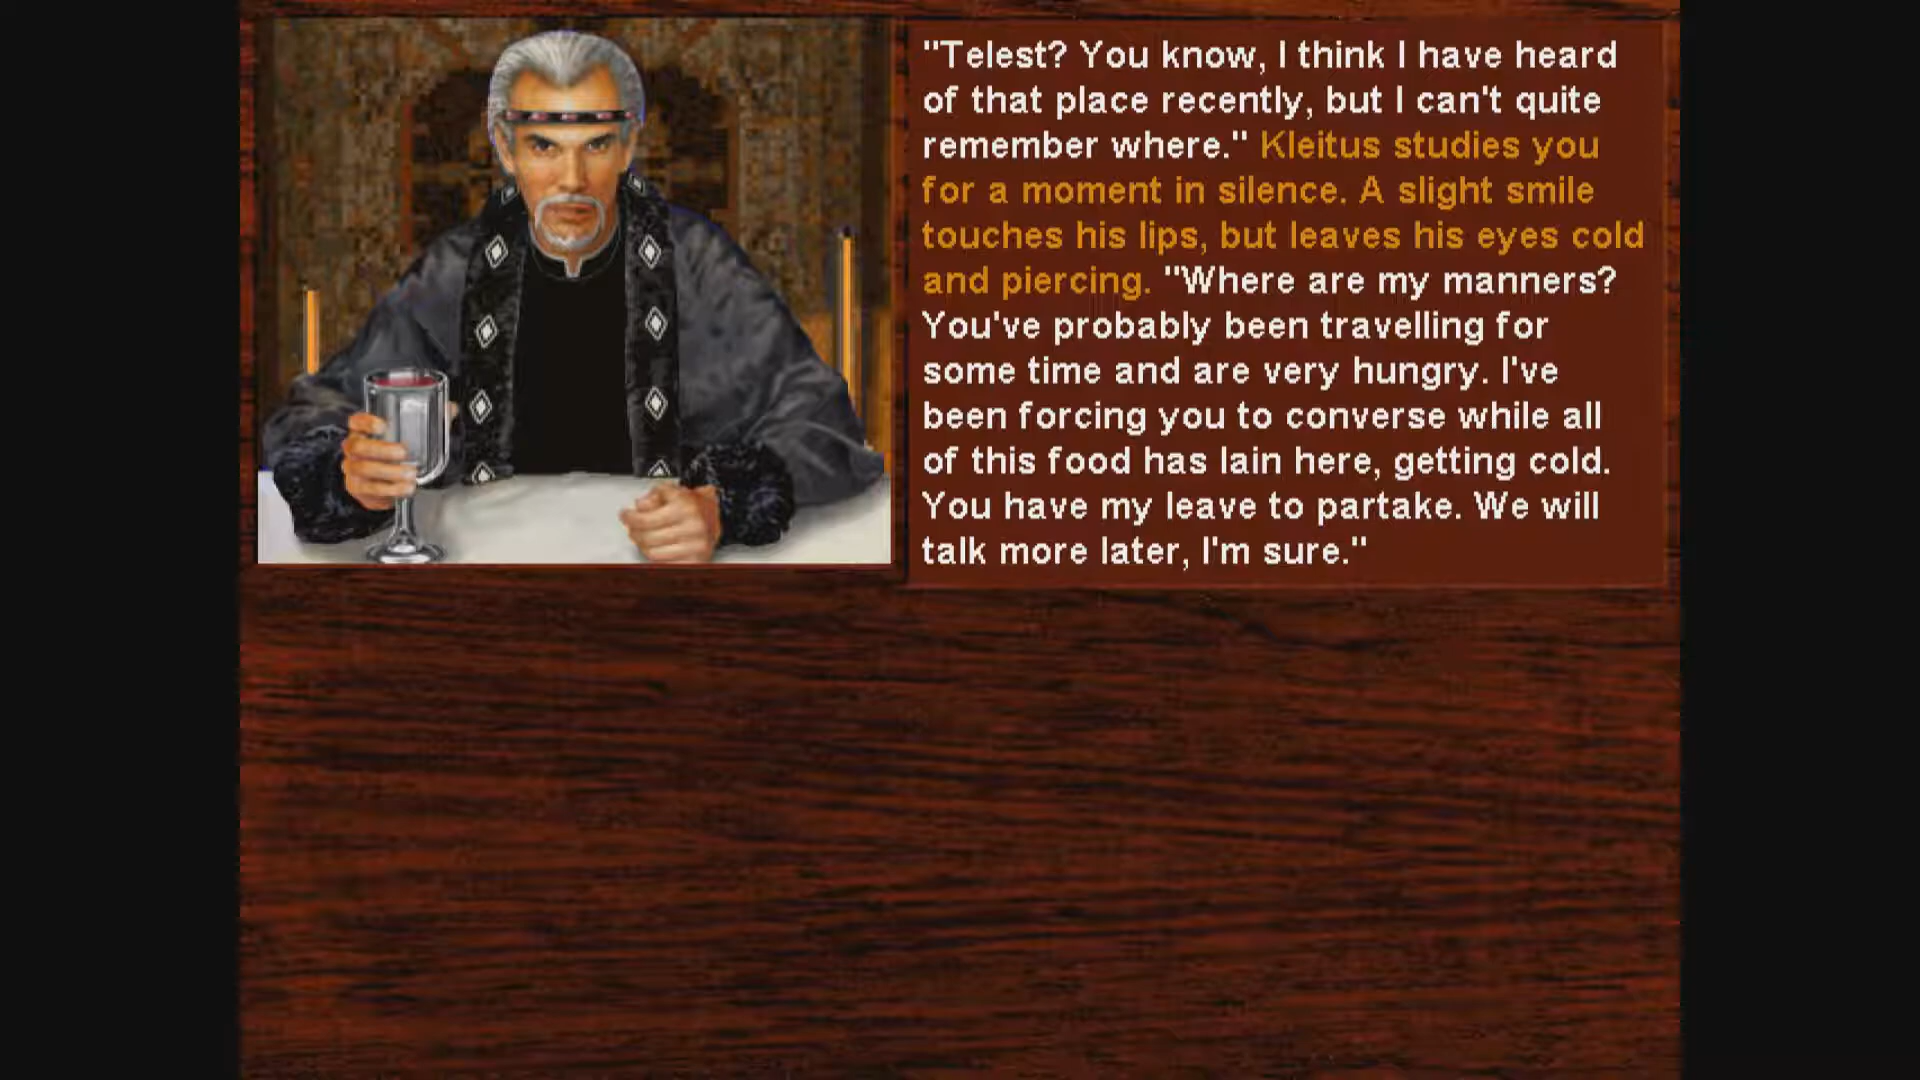 "Telest? You know, I think I have heard
of that place recently, but I can't quite
remember where." Kleitus studies you
for a moment in silence. A slight smile
touches his lips, but leaves his eyes cold
and piercing. "Where are my manners?
You've probably been travelling for
some time and are very hungry. I've
been forcing you to converse while all
of this food has lain here, getting cold.
You have my leave to partake. We will
talk more later, I'm sure."